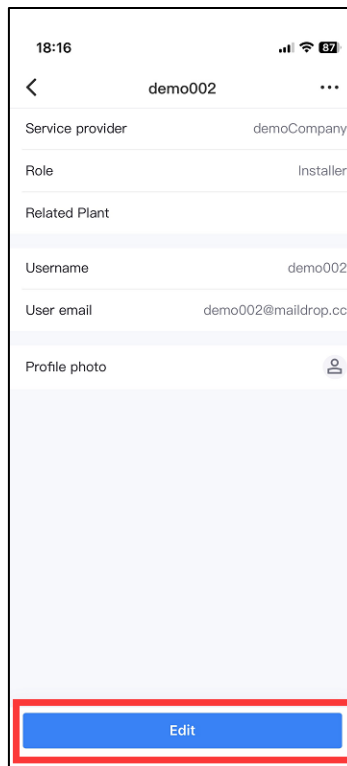 18:16 87
demo002 ...
Service provider demoCompany
Role Installer
Related Plant
Username demo002
User email demo002@maildrop.cc
Profile photo
Edit